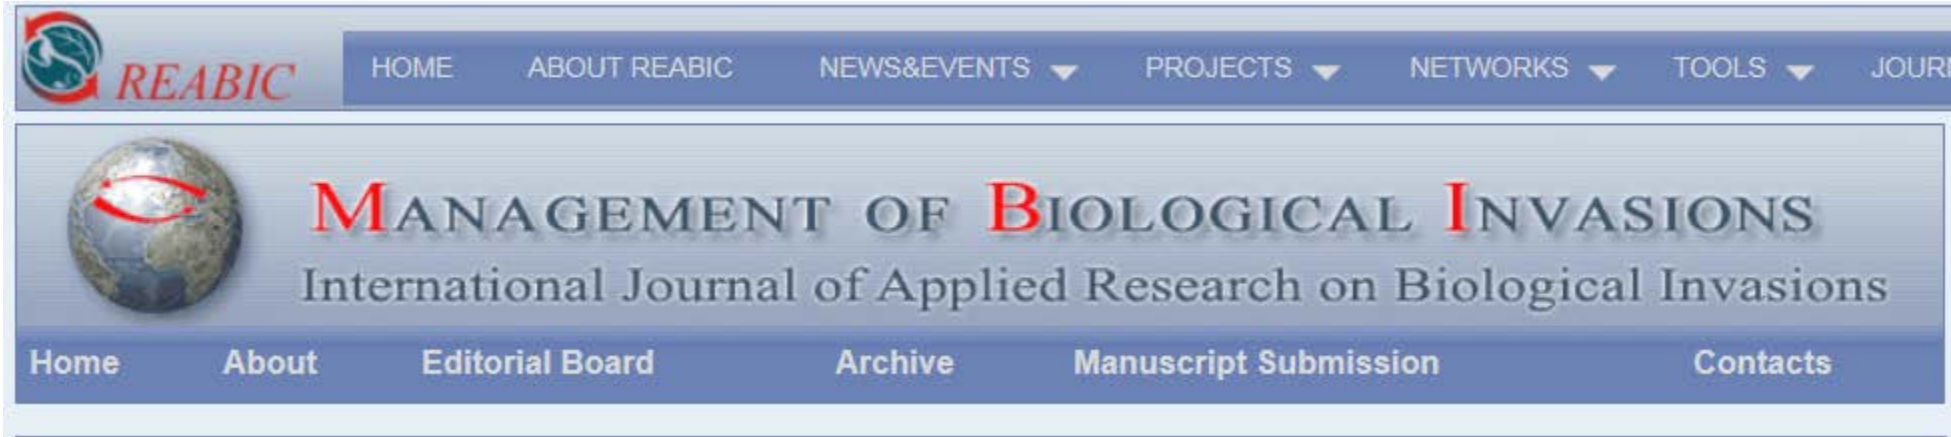 REABIC HOME ABOUT REABIC NEWS&EVENTS PROJECTS NETWORKS TOOLS JOURN
MANAGEMENT OF BIOLOGICAL INVASIONS
International Journal of Applied Research on Biological Invasions
Home About Editorial Board Archive Manuscript Submission Contacts